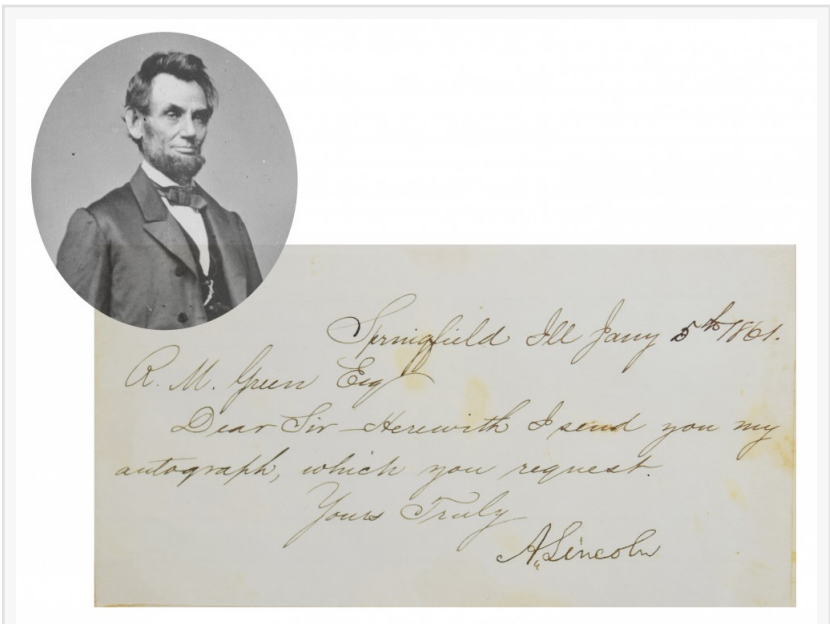 Springfield Ill Jany 5th 1861.
R. M. Green Esq
Dear Sir Herewith I send you my
autograph, which you request.
Yours Truly
A. Lincoln